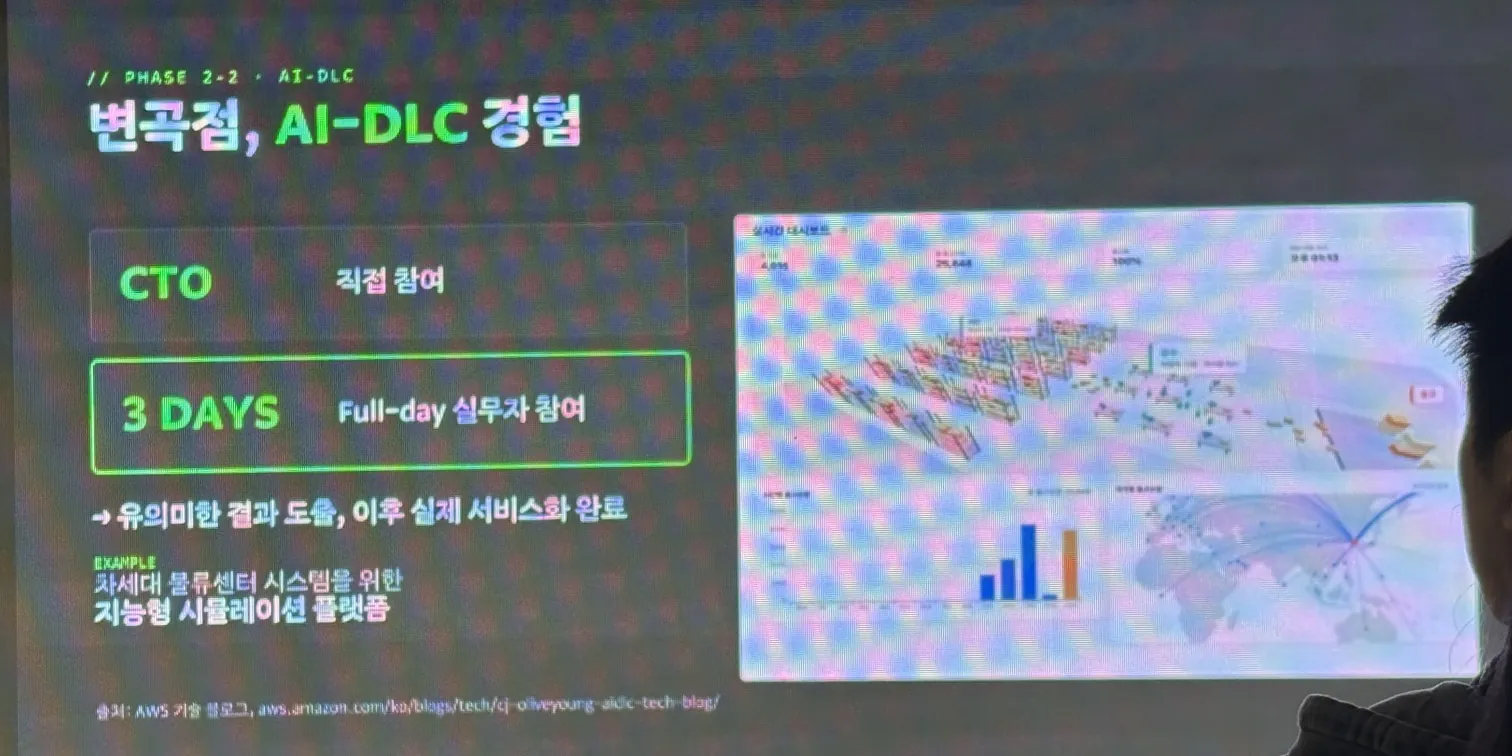 // PHASE 2-2 · AI-DLC
변곡점, AI-DLC 경험
CTO 직접 참여
3 DAYS Full-day 실무자 참여
→ 유의미한 결과 도출, 이후 실제 서비스화 완료
EXAMPLE
차세대 물류센터 시스템을 위한
지능형 시뮬레이션 플랫폼
출처: AWS 기술 블로그, aws.amazon.com/ko/blogs/tech/cj-oliveyoung-aidlc-tech-blog/
실시간 대시보드
100%